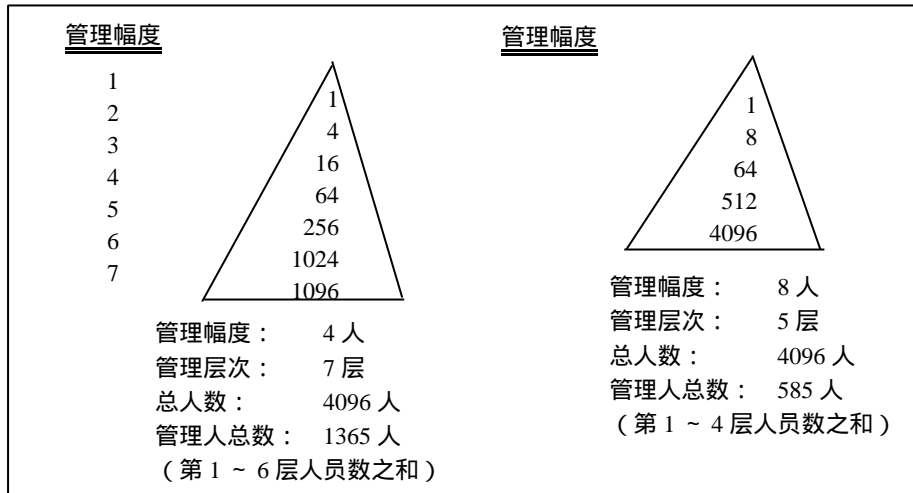 管理幅度
1
2
3
4
5
6
7
1
4
16
64
256
1024
1096
管理幅度： 4 人
管理层次： 7 层
总人数： 4096 人
管理人总数： 1365 人
（第 1 ~ 6 层人员数之和）
管理幅度
1
8
64
512
4096
管理幅度： 8 人
管理层次： 5 层
总人数： 4096 人
管理人总数： 585 人
（第 1 ~ 4 层人员数之和）